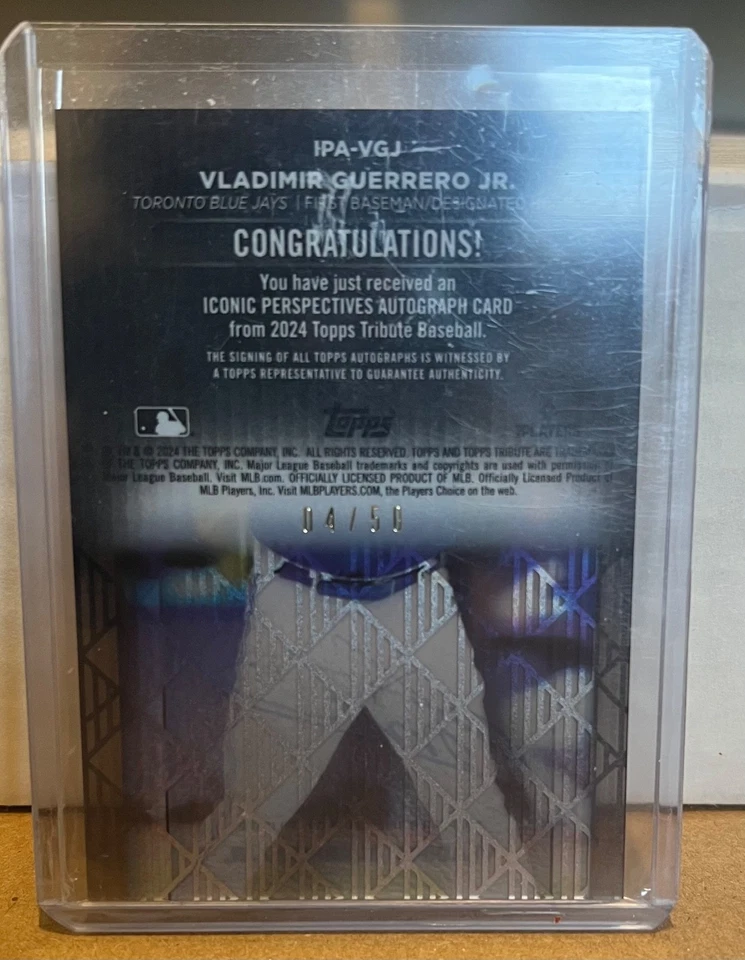 IPA-VGJ
VLADIMIR GUERRERO JR.
TORONTO BLUE JAYS | FIRST BASEMAN/DESIGNATED
CONGRATULATIONS!
You have just received an
ICONIC PERSPECTIVES AUTOGRAPH CARD
from 2024 Topps Tribute Baseball.
THE SIGNING OF ALL TOPPS AUTOGRAPHS IS WITNESSED BY
A TOPPS REPRESENTATIVE TO GUARANTEE AUTHENTICITY.
topps
PLAYERS
& © 2024 THE TOPPS COMPANY, INC. ALL RIGHTS RESERVED. TOPPS AND TOPPS TRIBUTE ARE TRADEMARKS
OF THE TOPPS COMPANY, INC. Major League Baseball trademarks and copyrights are used with permission of
Major League Baseball. Visit MLB.com. OFFICIALLY LICENSED PRODUCT OF MLB. Officially Licensed Product of
MLB Players, Inc. Visit MLBPLAYERS.COM, the Players Choice on the web.
04/50